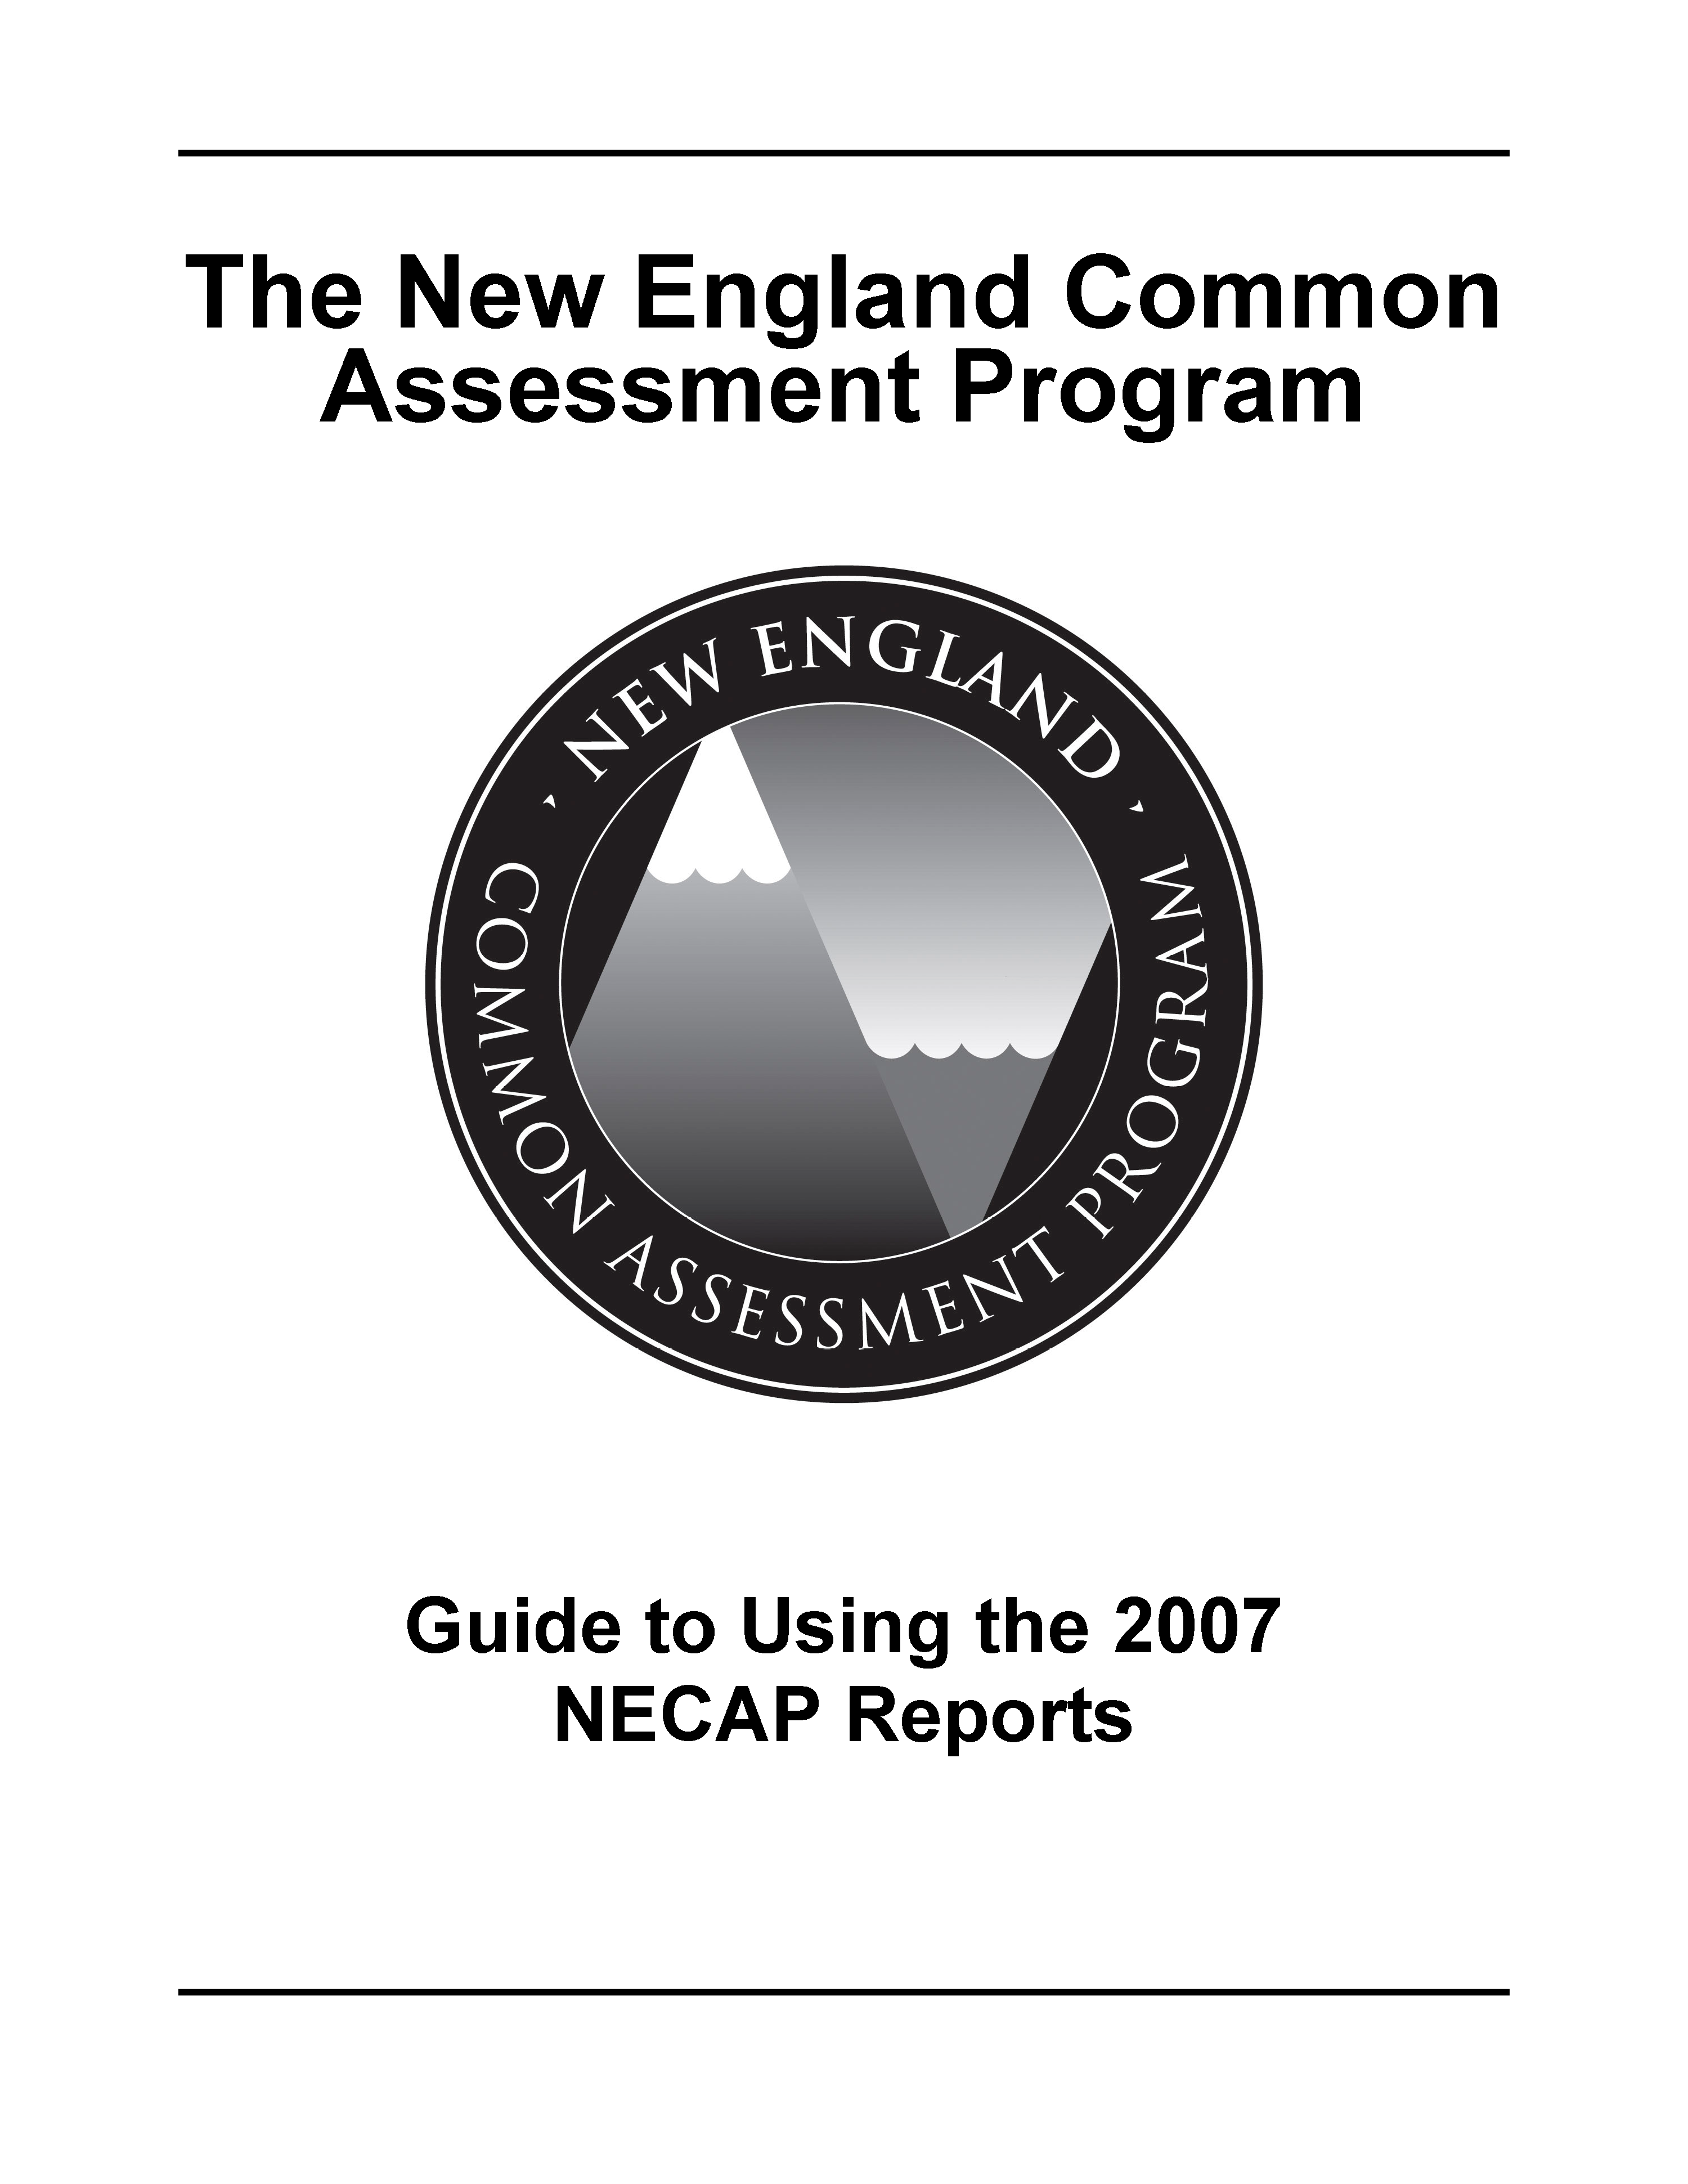 The New England Common
Assessment Program
NEW ENGLAND
COMMON ASSESSMENT PROGRAM
Guide to Using the 2007
NECAP Reports